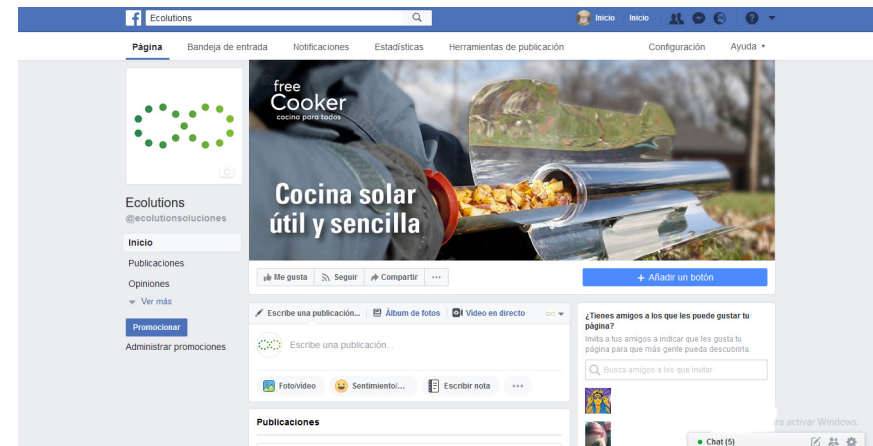 Ecolutions
Inicio
Inicio
Página
Bandeja de entrada
Notificaciones
Estadísticas
Herramientas de publicación
Configuración
Ayuda
free
Cooker
cocina para todos
Cocina solar
útil y sencilla
Ecolutions
@ecolutionsoluciones
Inicio
Publicaciones
Opiniones
Ver más
Promocionar
Administrar promociones
Me gusta
Seguir
Compartir
+ Añadir un botón
Escribe una publicación...
Álbum de fotos
Vídeo en directo
Escribe una publicación...
Foto/vídeo
Sentimiento/...
Escribir nota
Publicaciones
¿Tienes amigos a los que les puede gustar tu
página?
Invita a tus amigos a indicar que les gusta tu
página para que más gente pueda descubrirla.
Busca amigos a los que invitar
ra activar Windows.
Chat (5)